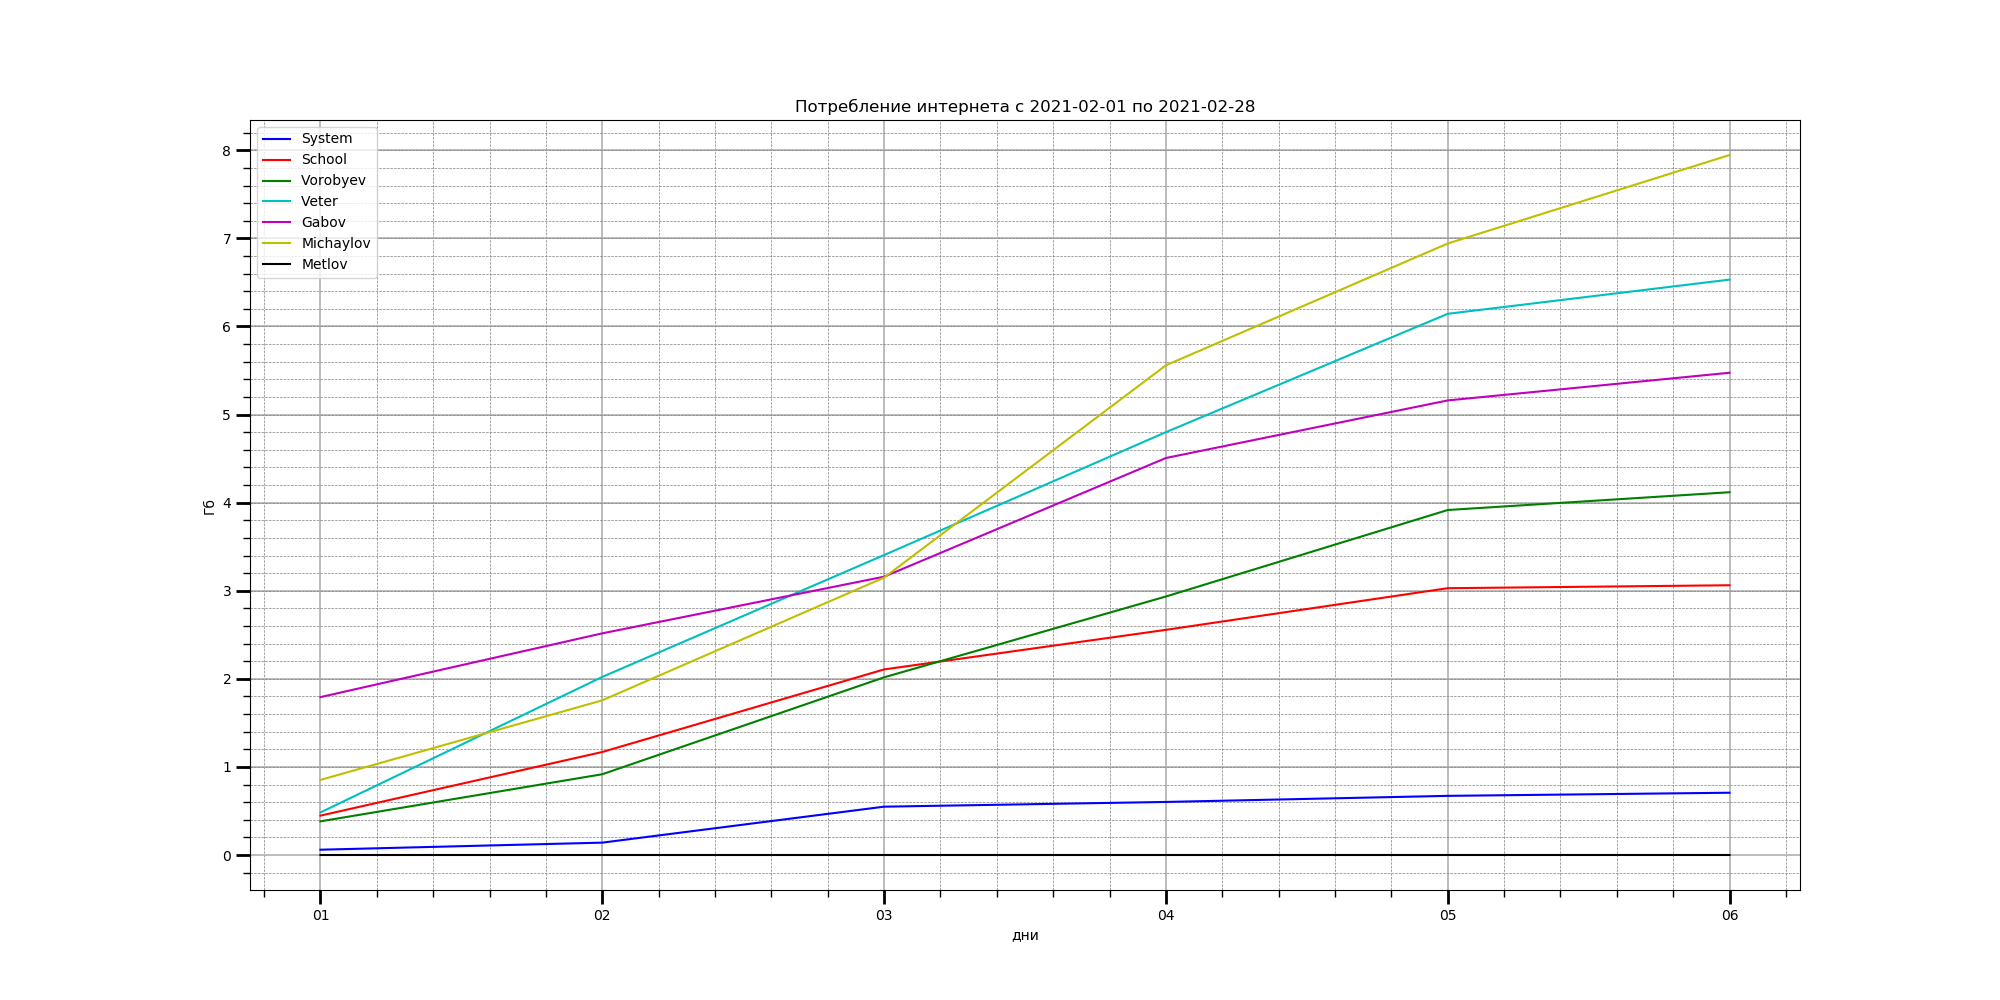 Потребление интернета с 2021-02-01 по 2021-02-28
System
School
Vorobyev
Veter
Gabov
Michaylov
Metlov
8
7
6
5
4
3
2
1
0
Гб
01 02 03 04 05 06
дни